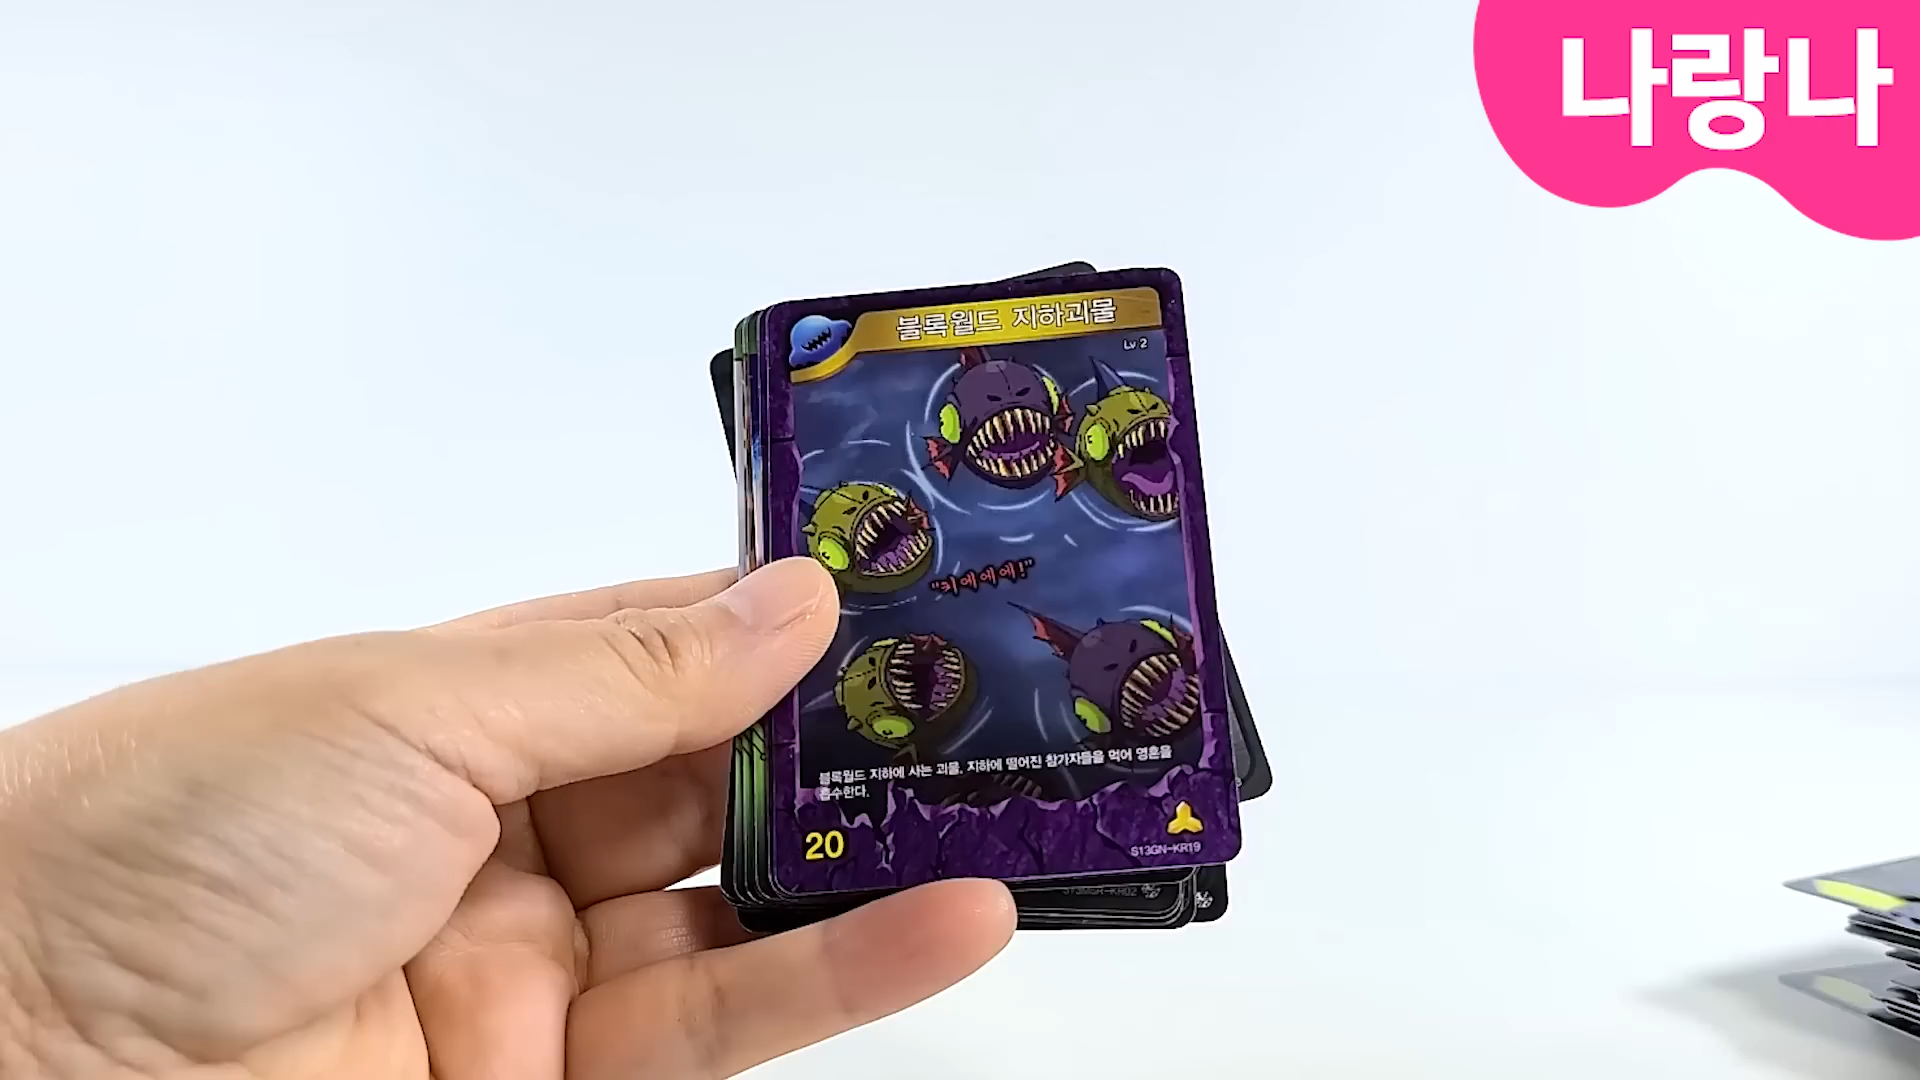 나랑나
블록월드 지하괴물
Lv 2
"키에에에!"
블록월드 지하에 사는 괴물. 지하에 떨어진 참가자들을 먹어 영혼을
흡수한다.
20
S13GN-KR19
S13MGR-KR02